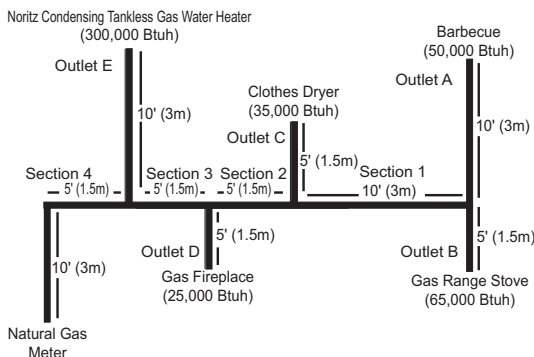 Noritz Condensing Tankless Gas Water Heater
(300,000 Btuh)
Outlet E
10' (3m)
Barbecue
(50,000 Btuh)
Outlet A
10' (3m)
Clothes Dryer
(35,000 Btuh)
Outlet C
5' (1.5m)
Section 4
5' (1.5m)
Section 3
5' (1.5m)
Section 2
5' (1.5m)
Section 1
10' (3m)
10' (3m)
Natural Gas
Meter
Outlet D
5' (1.5m)
Gas Fireplace
(25,000 Btuh)
Outlet B
5' (1.5m)
Gas Range Stove
(65,000 Btuh)